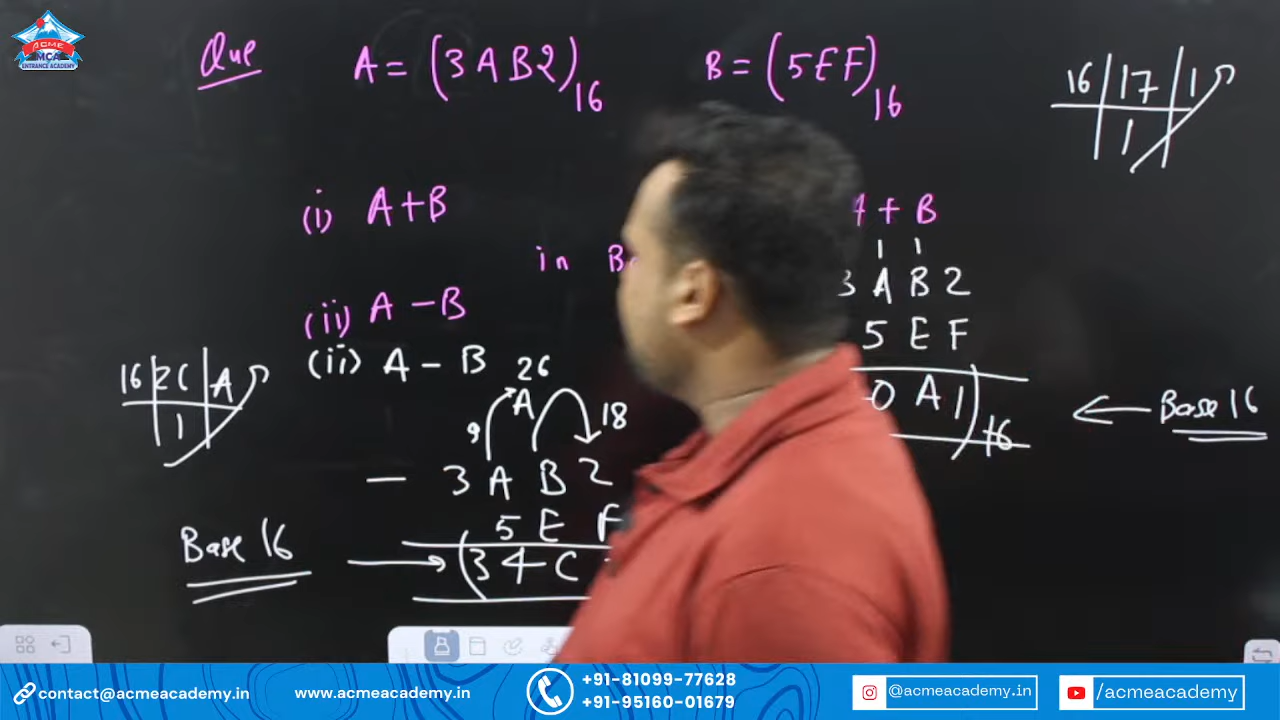 ACME
MCA
ENTRANCE ACADEMY
Que A = (3AB2)16 B = (5EF)16
16 17 1
1
(i) A+B
in
(ii) A - B
A + B
1 1
3 A B 2
5 E F
0 A 1)16 ← Base 16
(ii) A - B
16 26 A
1
26
9 A 18
- 3 A B 2
5 E F
Base 16 → (3 4 C
contact@acmeacademy.in
www.acmeacademy.in
+91-81099-77628
+91-95160-01679
@acmeacademy.in
/acmeacademy